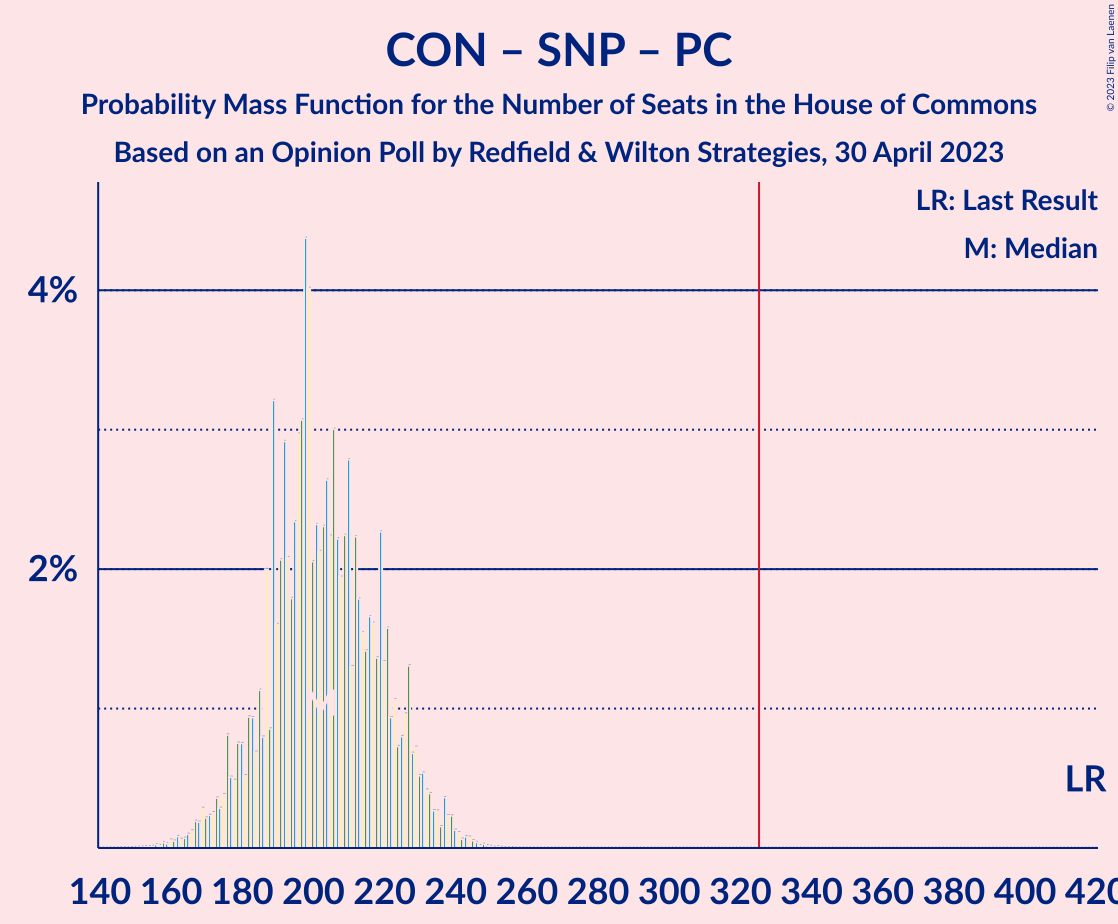 CON – SNP – PC
Probability Mass Function for the Number of Seats in the House of Commons
Based on an Opinion Poll by Redfield & Wilton Strategies, 30 April 2023
© 2023 Filip van Laenen
LR: Last Result
M: Median
4%
2%
LR
140 160 180 200 220 240 260 280 300 320 340 360 380 400 420